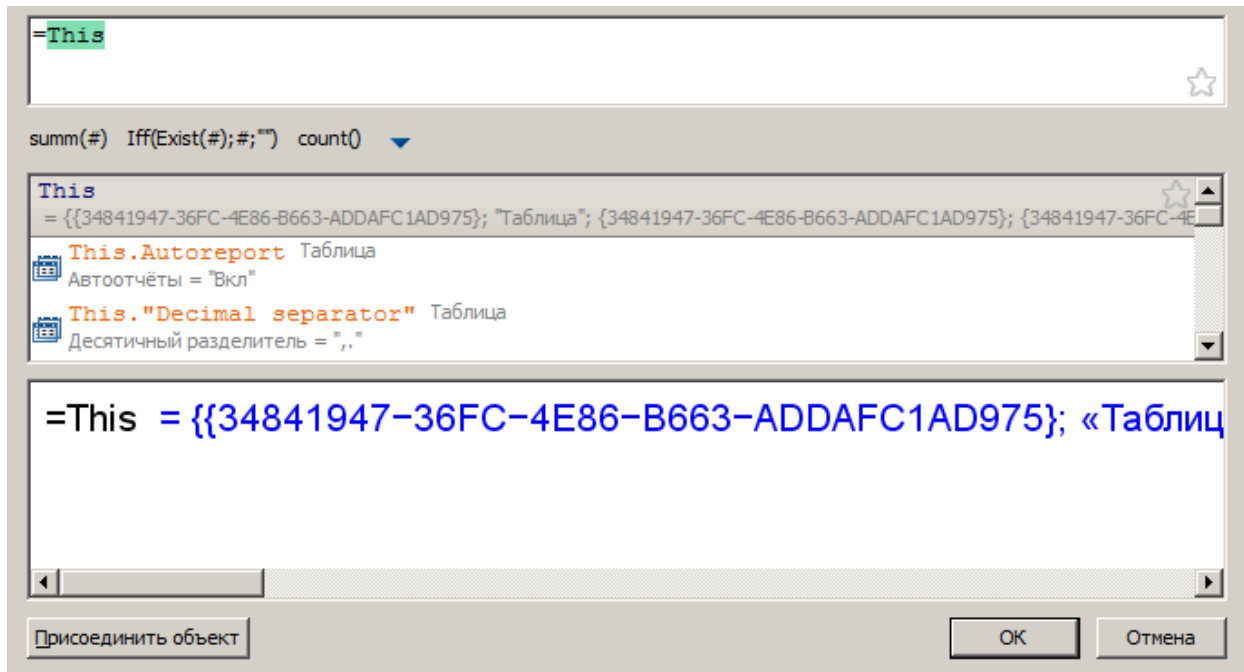 =This
summ(#) Iff(Exist(#);#;"") count()
This
= {{34841947-36FC-4E86-B663-ADDAFC1AD975}; "Таблица"; {34841947-36FC-4E86-B663-ADDAFC1AD975}; {34841947-36FC-4E
This.Autoreport Таблица
Автоотчёты = "Вкл"
This."Decimal separator" Таблица
Десятичный разделитель = ",."
=This = {{34841947−36FC−4E86−B663−ADDAFC1AD975}; «Таблиц
Присоединить объект OK Отмена